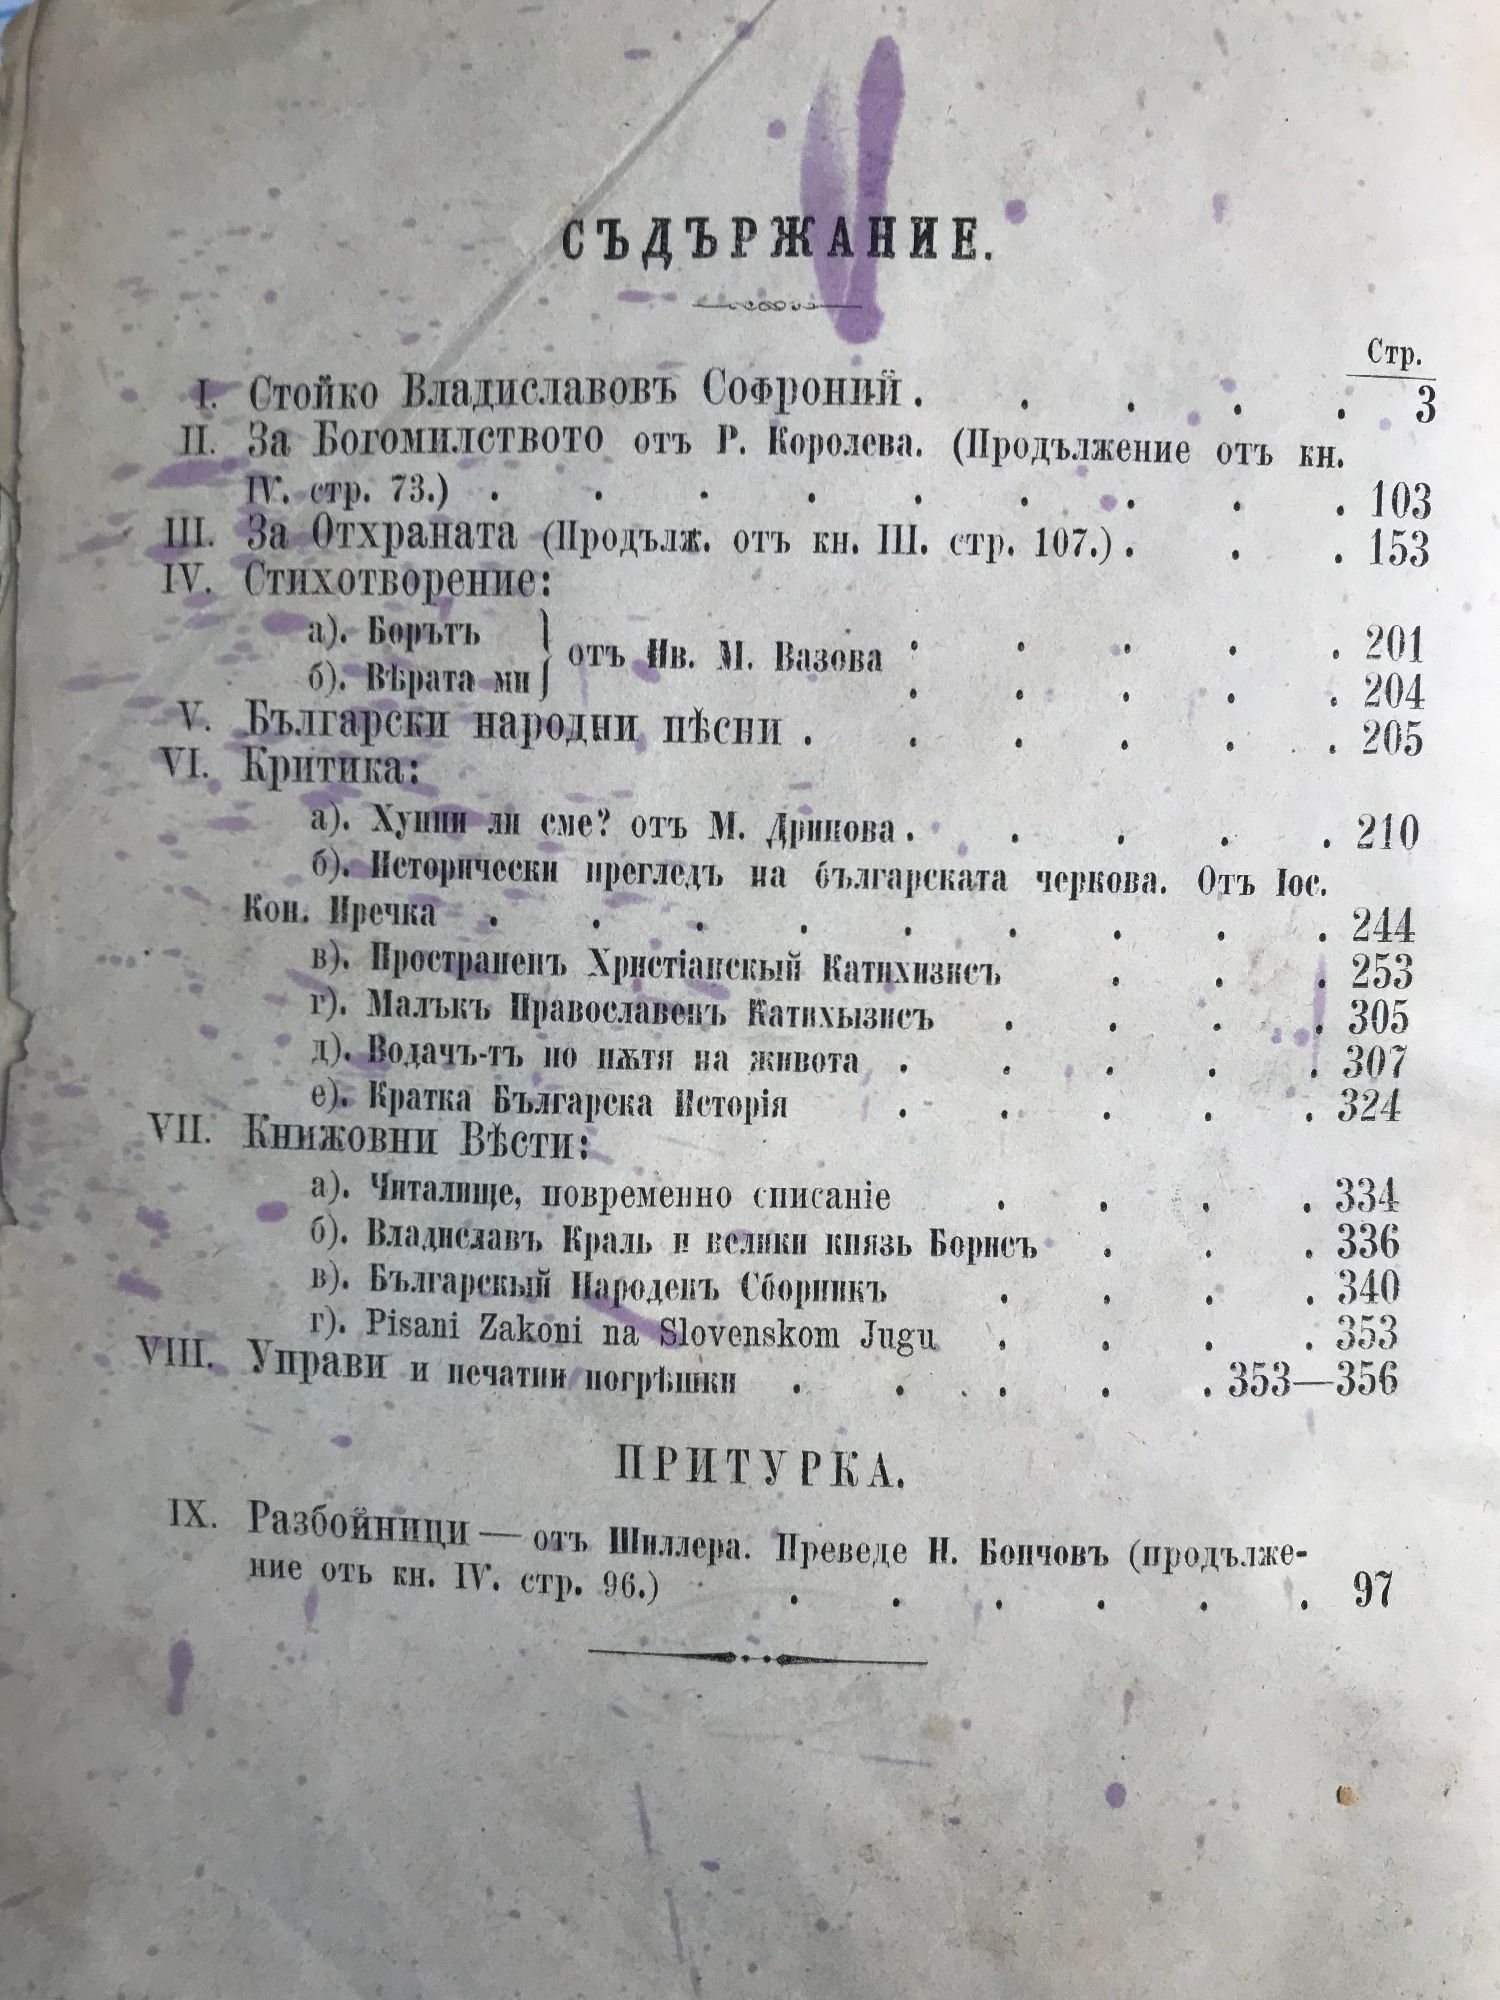 СЪДЪРЖАНИЕ.
Стр.
I. Стойко Владиславовъ Софроний . . . . . 3
II. За Богомилството отъ Р. Королева. (Продължение отъ кн.
IV. стр. 73.) . . . . . . . . . 103
III. За Отхраната (Продълж. отъ кн. III. стр. 107.) . . . 153
IV. Стихотворение:
а). Борътъ } отъ Ив. М. Вазова . . . . . 201
б). Вѣрата ми } . . . . . 204
V. Български народни пѣсни . . . . . . 205
VI. Критика:
а). Хунни ли сме? отъ М. Дринова . . . . . 210
б). Исторически прегледъ на българската черкова. Отъ Іос.
Кон. Иречка . . . . . . . . . 244
в). Пространенъ Христіанскый Катихизисъ . . . 253
г). Малъкъ Православенъ Катихызисъ . . . . 305
д). Водачъ-тъ по пѫтя на живота . . . . . 307
е). Кратка Българска Исторія . . . . . 324
VII. Книжовни Вѣсти:
а). Читалище, повременно списаніе . . . . 334
б). Владиславъ Краль и велики князь Борисъ . . . 336
в). Българскый Народенъ Сборникъ . . . . 340
г). Pisani Zakoni na Slovenskom Jugu . . . . 353
VIII. Управи и печатни погрѣшки . . . . . 353—356
ПРИТУРКА.
IX. Разбойници — отъ Шиллера. Преведе Н. Бончовъ (продълже-
ние оть кн. IV. стр. 96.) . . . . . . 97